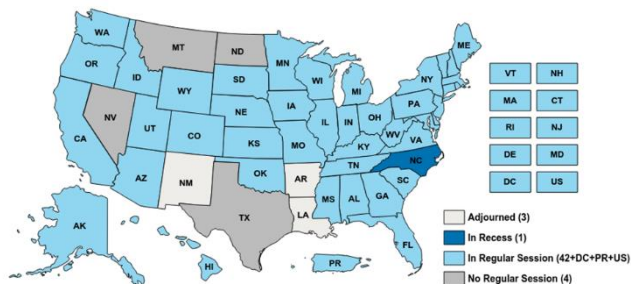 WA
MT
ND
ME
OR
ID
MN
SD
WI
NY
WY
MI
VT NH
NE
IA
PA
MA CT
NV
UT
CO
IL
IN
OH
RI NJ
CA
KS
MO
WV
VA
KY
DE MD
AZ
NM
OK
AR
TN
NC
SC
DC US
TX
MS
AL
GA
LA
AK
HI
FL
PR
Adjourned (3)
In Recess (1)
In Regular Session (42+DC+PR+US)
No Regular Session (4)